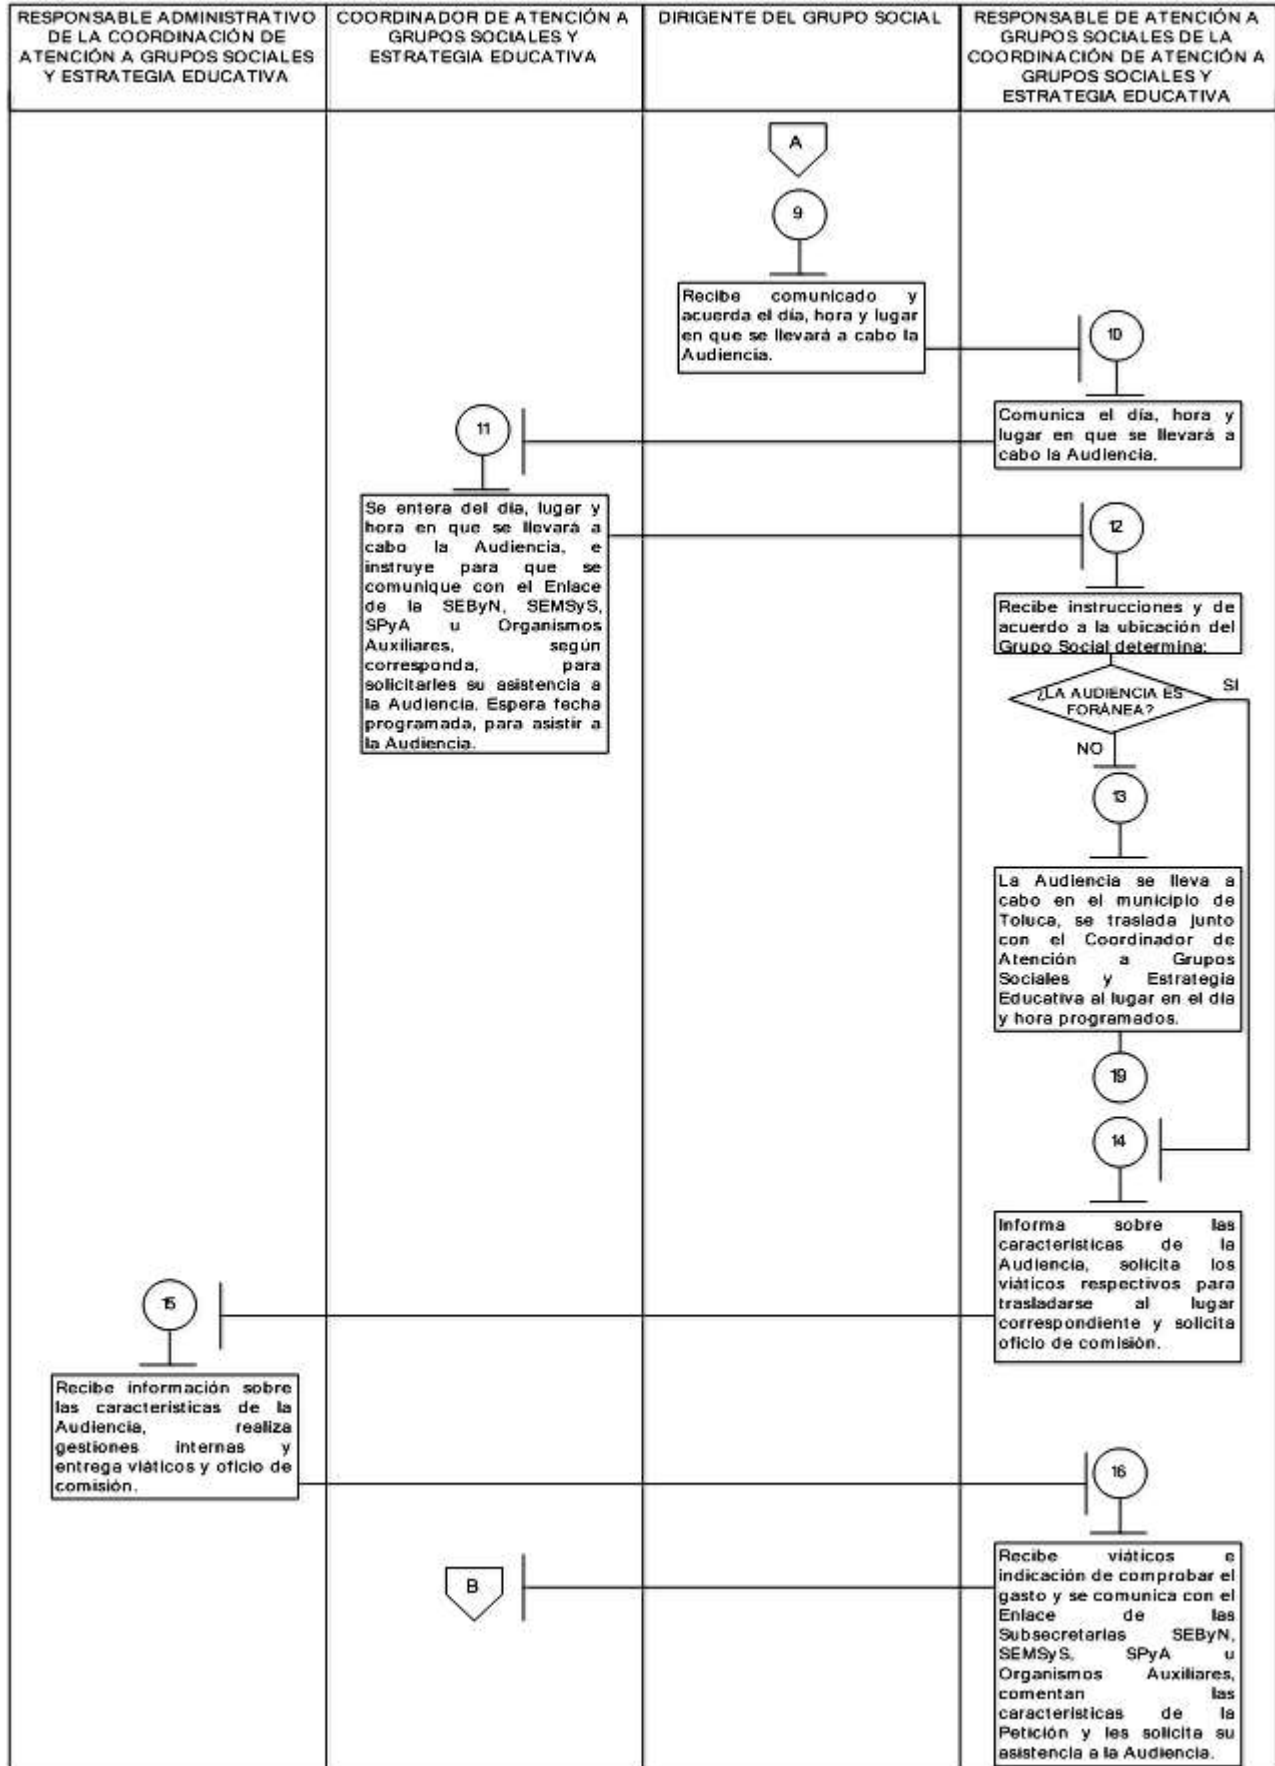 RESPONSABLE ADMINISTRATIVO
DE LA COORDINACIÓN DE
ATENCIÓN A GRUPOS SOCIALES
Y ESTRATEGIA EDUCATIVA
COORDINADOR DE ATENCIÓN A
GRUPOS SOCIALES Y
ESTRATEGIA EDUCATIVA
DIRIGENTE DEL GRUPO SOCIAL
RESPONSABLE DE ATENCIÓN A
GRUPOS SOCIALES DE LA
COORDINACIÓN DE ATENCIÓN A
GRUPOS SOCIALES Y
ESTRATEGIA EDUCATIVA
A
9
Recibe comunicado y
acuerda el día, hora y lugar
en que se llevará a cabo la
Audiencia.
10
Comunica el día, hora y
lugar en que se llevará a
cabo la Audiencia.
11
Se entera del día, lugar y
hora en que se llevará a
cabo la Audiencia, e
instruye para que se
comunique con el Enlace
de la SEByN, SEMSyS,
SPyA u Organismos
Auxiliares, según
corresponda, para
solicitarles su asistencia a
la Audiencia. Espera fecha
programada, para asistir a
la Audiencia.
12
Recibe instrucciones y de
acuerdo a la ubicación del
Grupo Social determina:
¿LA AUDIENCIA ES
FORÁNEA?
SI
NO
13
La Audiencia se lleva a
cabo en el municipio de
Toluca, se traslada junto
con el Coordinador de
Atención a Grupos
Sociales y Estrategia
Educativa al lugar en el día
y hora programados.
19
14
Informa sobre las
características de la
Audiencia, solicita los
viáticos respectivos para
trasladarse al lugar
correspondiente y solicita
oficio de comisión.
15
Recibe información sobre
las características de la
Audiencia, realiza
gestiones internas y
entrega viáticos y oficio de
comisión.
16
Recibe viáticos e
indicación de comprobar el
gasto y se comunica con el
Enlace de las
Subsecretarías SEByN,
SEMSyS, SPyA u
Organismos Auxiliares,
comentan las
características de la
Petición y les solicita su
asistencia a la Audiencia.
B